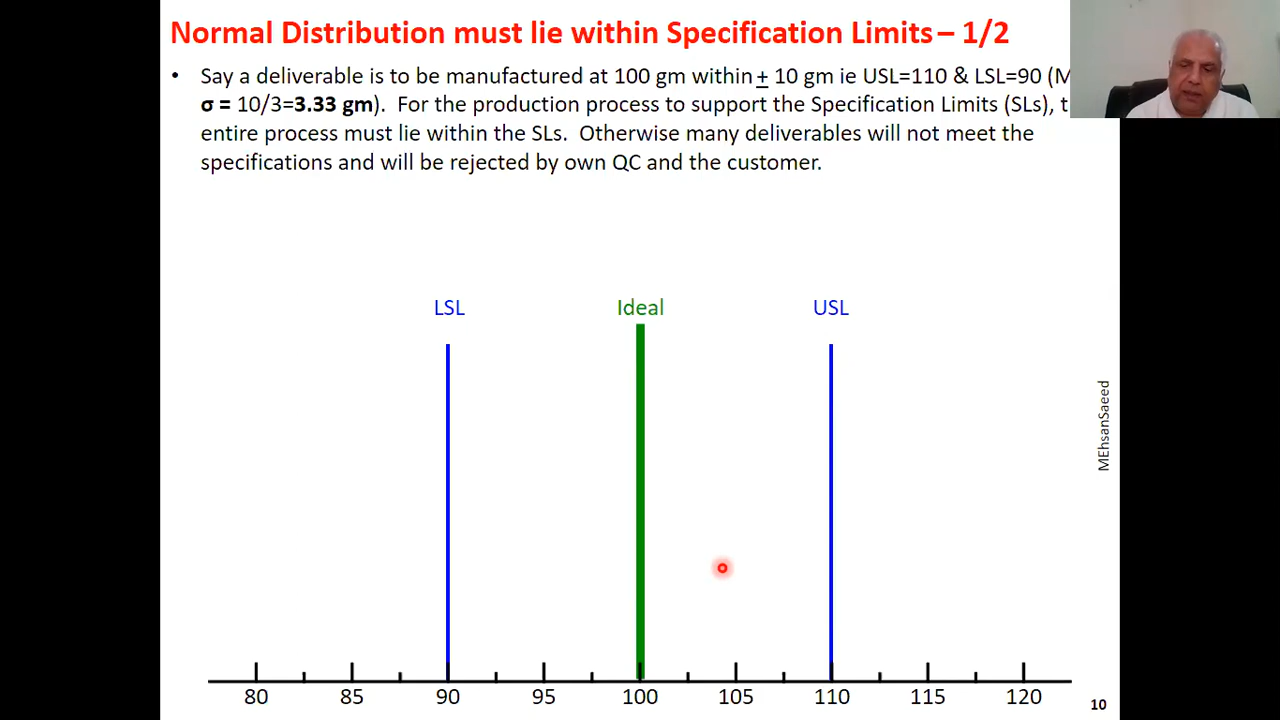 Normal Distribution must lie within Specification Limits – 1/2
• Say a deliverable is to be manufactured at 100 gm within ± 10 gm ie USL=110 & LSL=90 (
σ = 10/3=3.33 gm). For the production process to support the Specification Limits (SLs),
entire process must lie within the SLs. Otherwise many deliverables will not meet the
specifications and will be rejected by own QC and the customer.
LSL Ideal USL
MEhsanSaeed
80 85 90 95 100 105 110 115 120
10